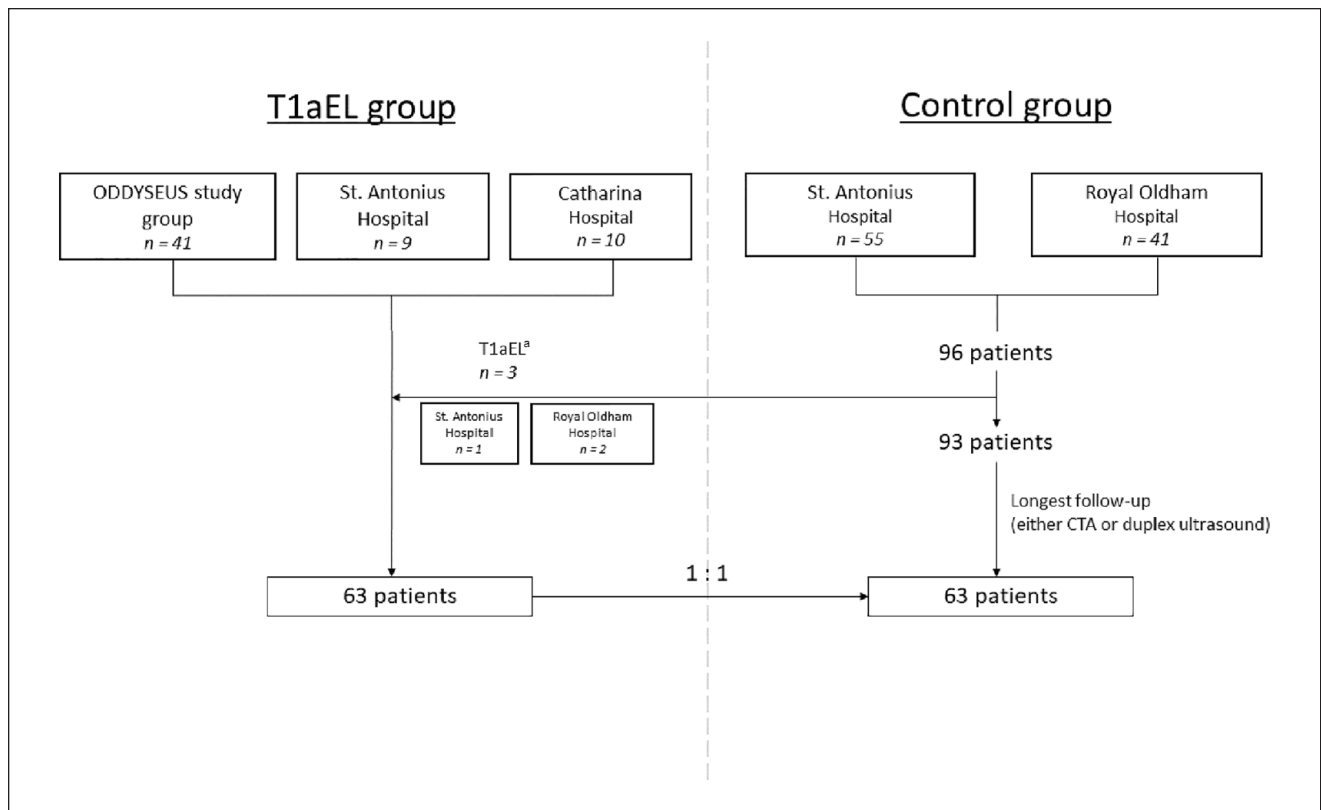 T1aEL group
ODDYSEUS study
group
n = 41
St. Antonius
Hospital
n = 9
Catharina
Hospital
n = 10
Control group
St. Antonius
Hospital
n = 55
Royal Oldham
Hospital
n = 41
96 patients
T1aELᵃ
n = 3
St. Antonius
Hospital
n = 1
Royal Oldham
Hospital
n = 2
93 patients
Longest follow-up
(either CTA or duplex ultrasound)
63 patients
1 : 1
63 patients